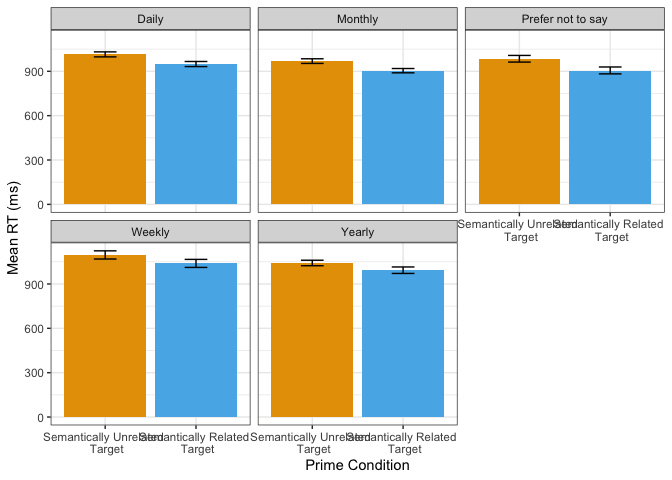 Daily
Monthly
Prefer not to say
900
600
300
0
Semantically Unrelated
Target
Semantically Related
Target
Weekly
Yearly
900
600
300
0
Semantically Unrelated
Target
Semantically Related
Target
Semantically Unrelated
Target
Semantically Related
Target
Mean RT (ms)
Prime Condition